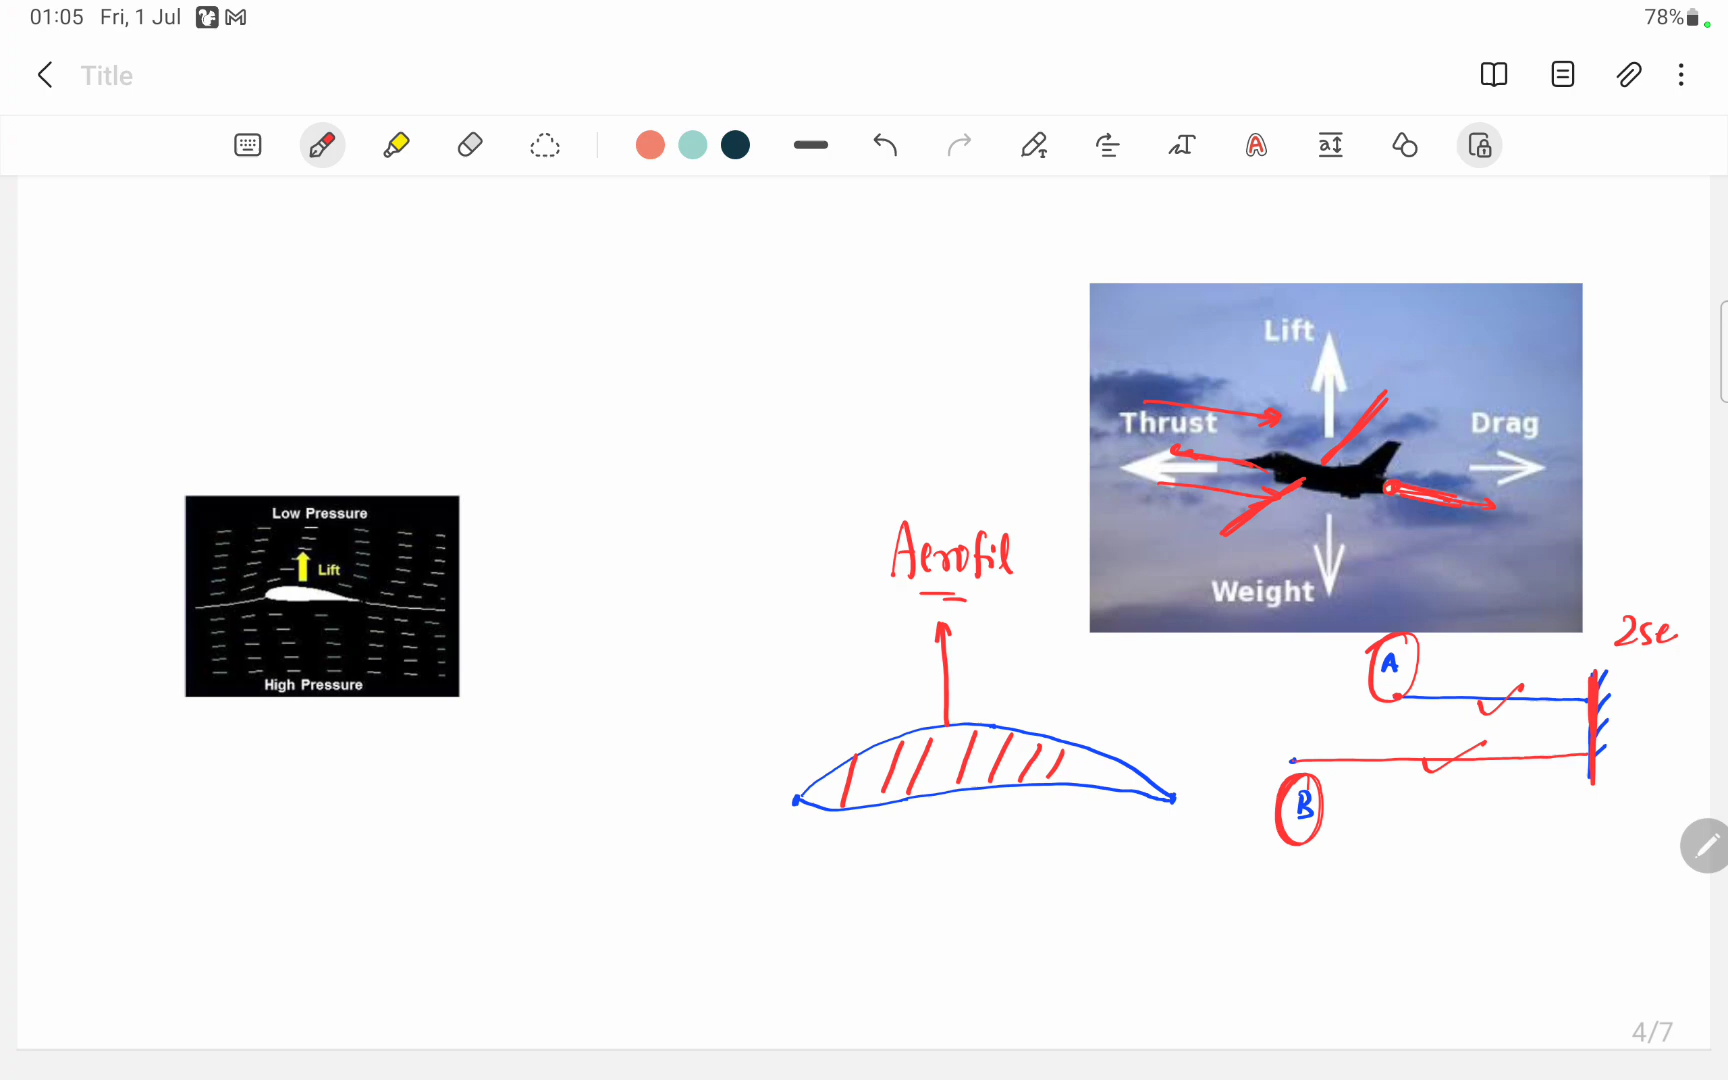 01:05 Fri, 1 Jul
78%
Title
Lift
Thrust
Drag
Weight
Low Pressure
Lift
High Pressure
Aerofil
2se
A
B
4/7